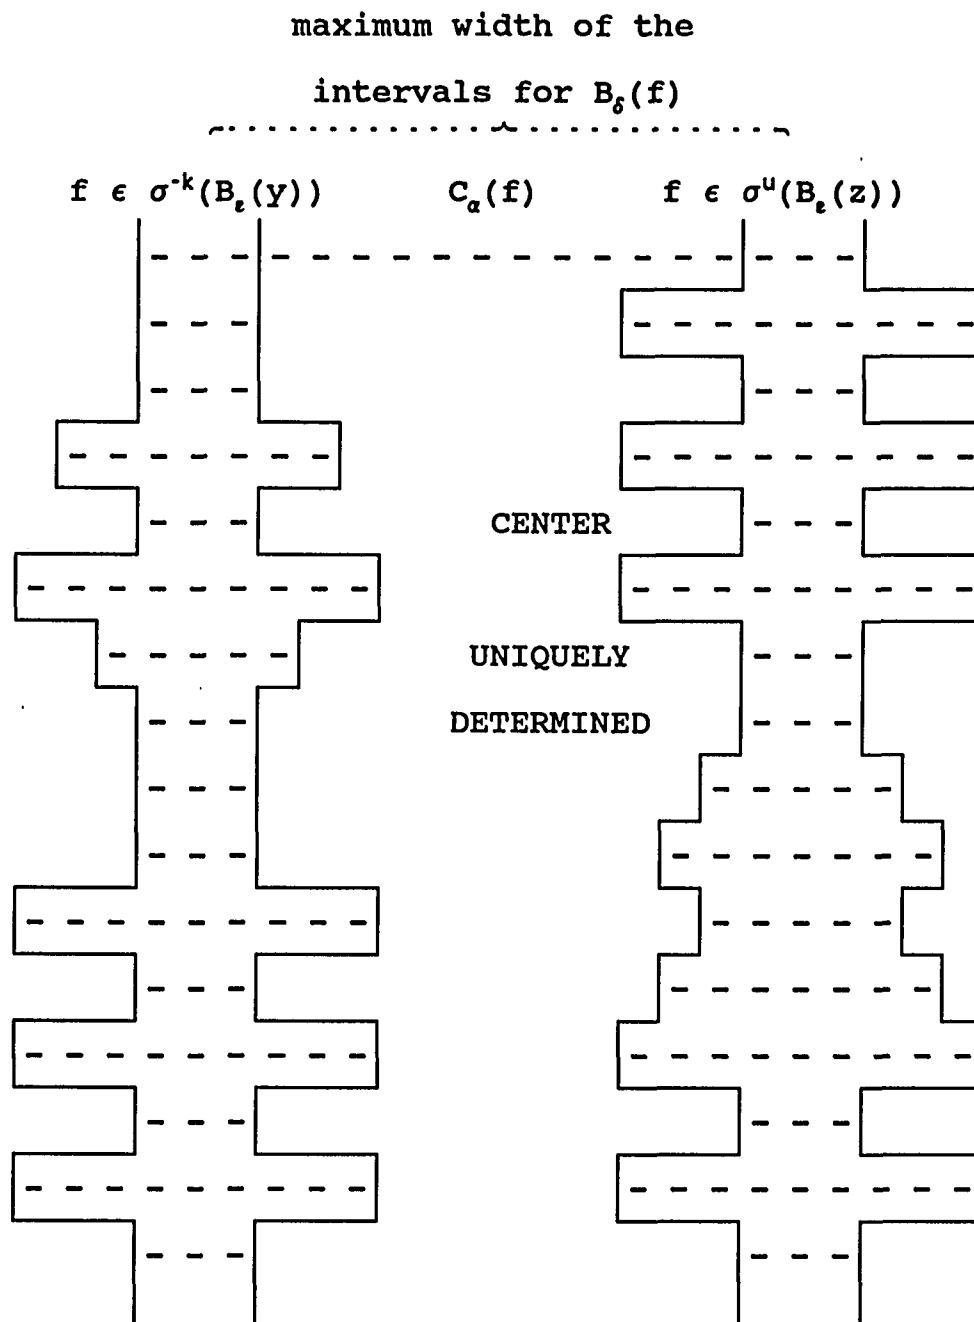 maximum width of the
intervals for B_δ(f)
f ϵ σ^{-k}(B_ε(y)) C_α(f) f ϵ σ^u(B_ε(z))
CENTER
UNIQUELY
DETERMINED